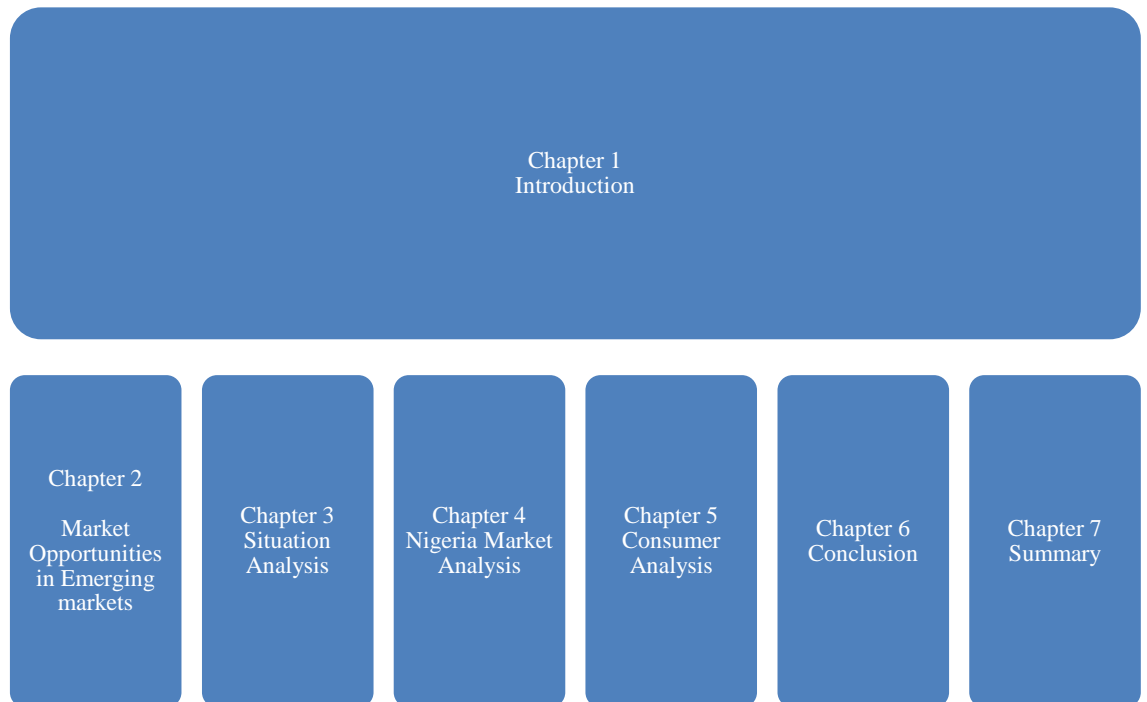 Chapter 1
Introduction
Chapter 2
Market
Opportunities
in Emerging
markets
Chapter 3
Situation
Analysis
Chapter 4
Nigeria Market
Analysis
Chapter 5
Consumer
Analysis
Chapter 6
Conclusion
Chapter 7
Summary